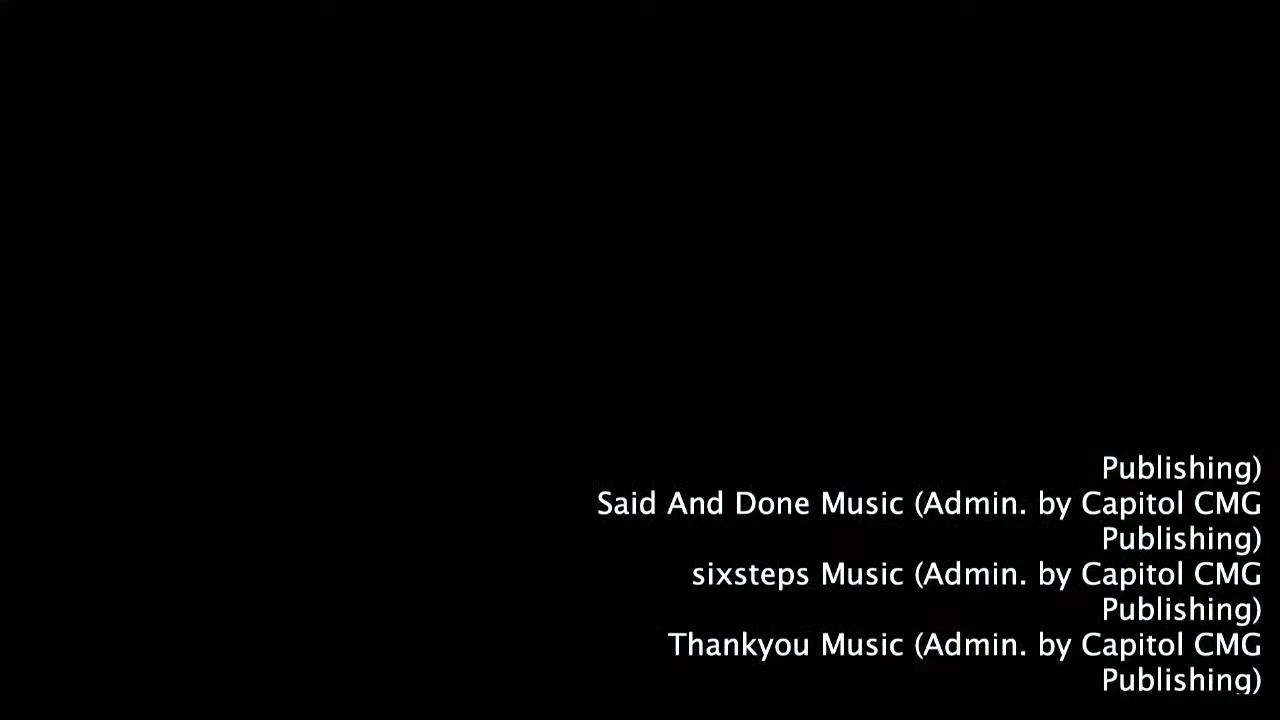 Publishing)
Said And Done Music (Admin. by Capitol CMG
Publishing)
sixsteps Music (Admin. by Capitol CMG
Publishing)
Thankyou Music (Admin. by Capitol CMG
Publishing)